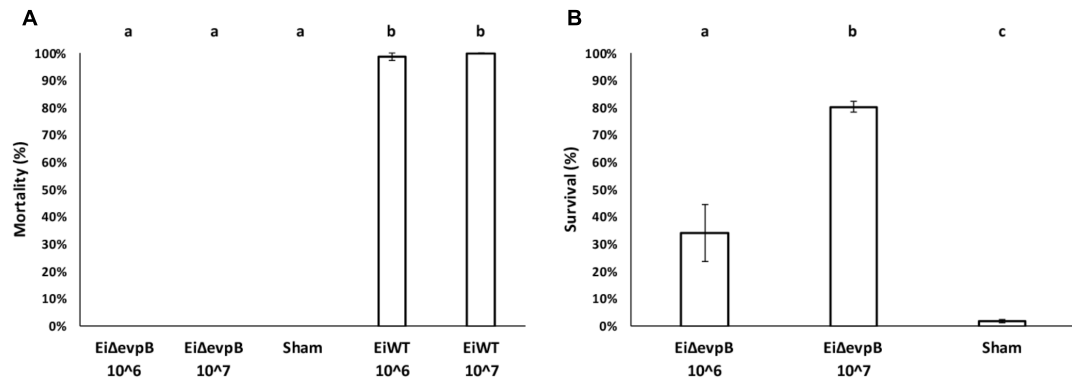 A
a a a b b
Mortality (%)
100%
90%
80%
70%
60%
50%
40%
30%
20%
10%
0%
EiΔevpB EiΔevpB Sham EiWT EiWT
10^6 10^7 10^6 10^7
B
a b c
Survival (%)
100%
90%
80%
70%
60%
50%
40%
30%
20%
10%
0%
EiΔevpB EiΔevpB Sham
10^6 10^7